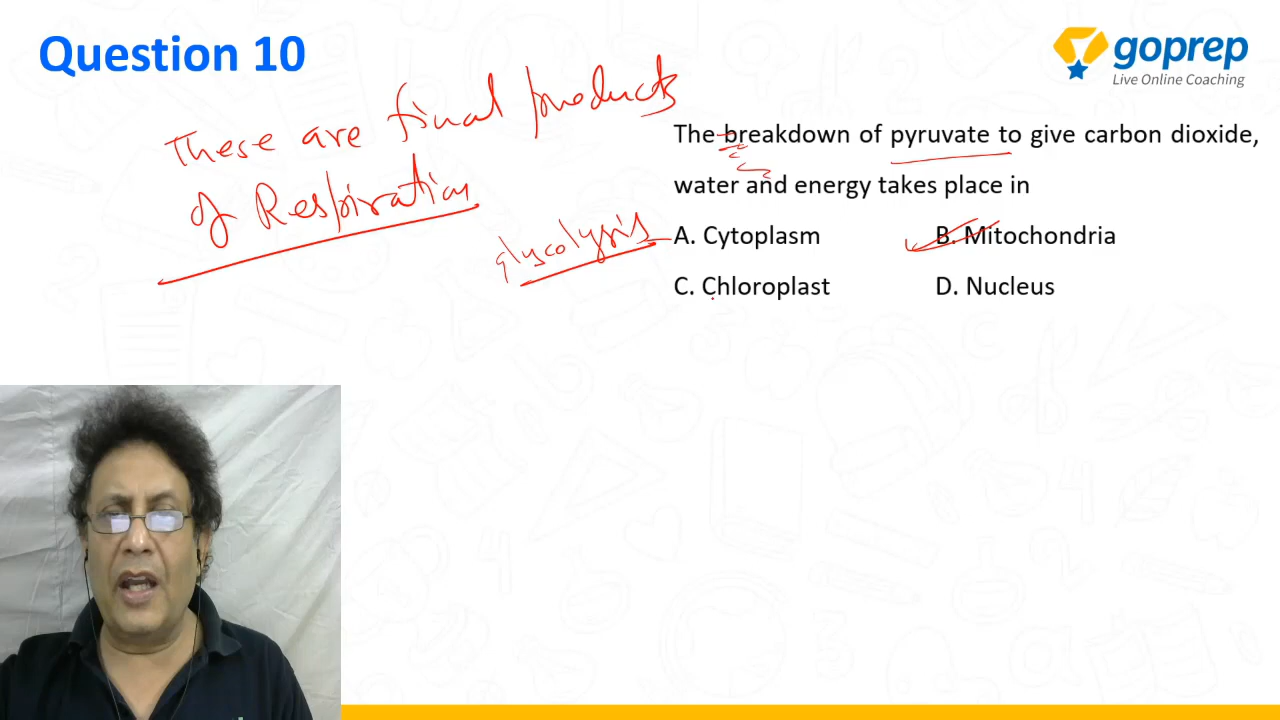 Question 10
goprep
Live Online Coaching
These are final products
of Respiration
The breakdown of pyruvate to give carbon dioxide,
water and energy takes place in
glycolysis
A. Cytoplasm B. Mitochondria
C. Chloroplast D. Nucleus